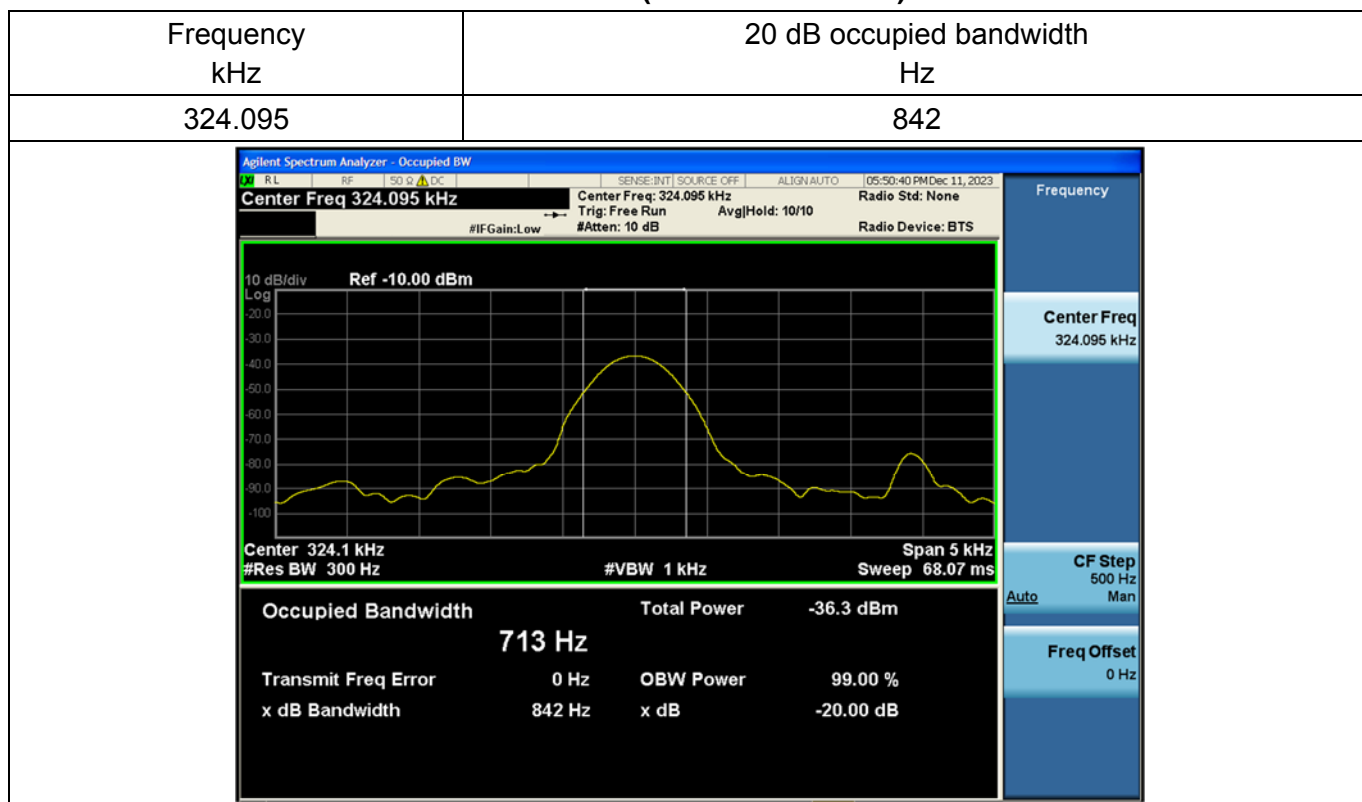 Frequency
kHz
20 dB occupied bandwidth
Hz
324.095
842
Agilent Spectrum Analyzer - Occupied BW
RL RF 50 Ω DC SENSE:INT SOURCE OFF ALIGN AUTO 05:50:40 PM Dec 11, 2023
Center Freq 324.095 kHz
Center Freq: 324.095 kHz
Radio Std: None
Trig: Free Run Avg|Hold: 10/10
#IFGain:Low
#Atten: 10 dB
Radio Device: BTS
Frequency
10 dB/div Ref -10.00 dBm
Log
-20.0
-30.0
-40.0
-50.0
-60.0
-70.0
-80.0
-90.0
-100
Center 324.1 kHz Span 5 kHz
#Res BW 300 Hz #VBW 1 kHz Sweep 68.07 ms
Occupied Bandwidth Total Power -36.3 dBm
713 Hz
Transmit Freq Error 0 Hz OBW Power 99.00 %
x dB Bandwidth 842 Hz x dB -20.00 dB
Center Freq
324.095 kHz
CF Step
500 Hz
Auto Man
Freq Offset
0 Hz